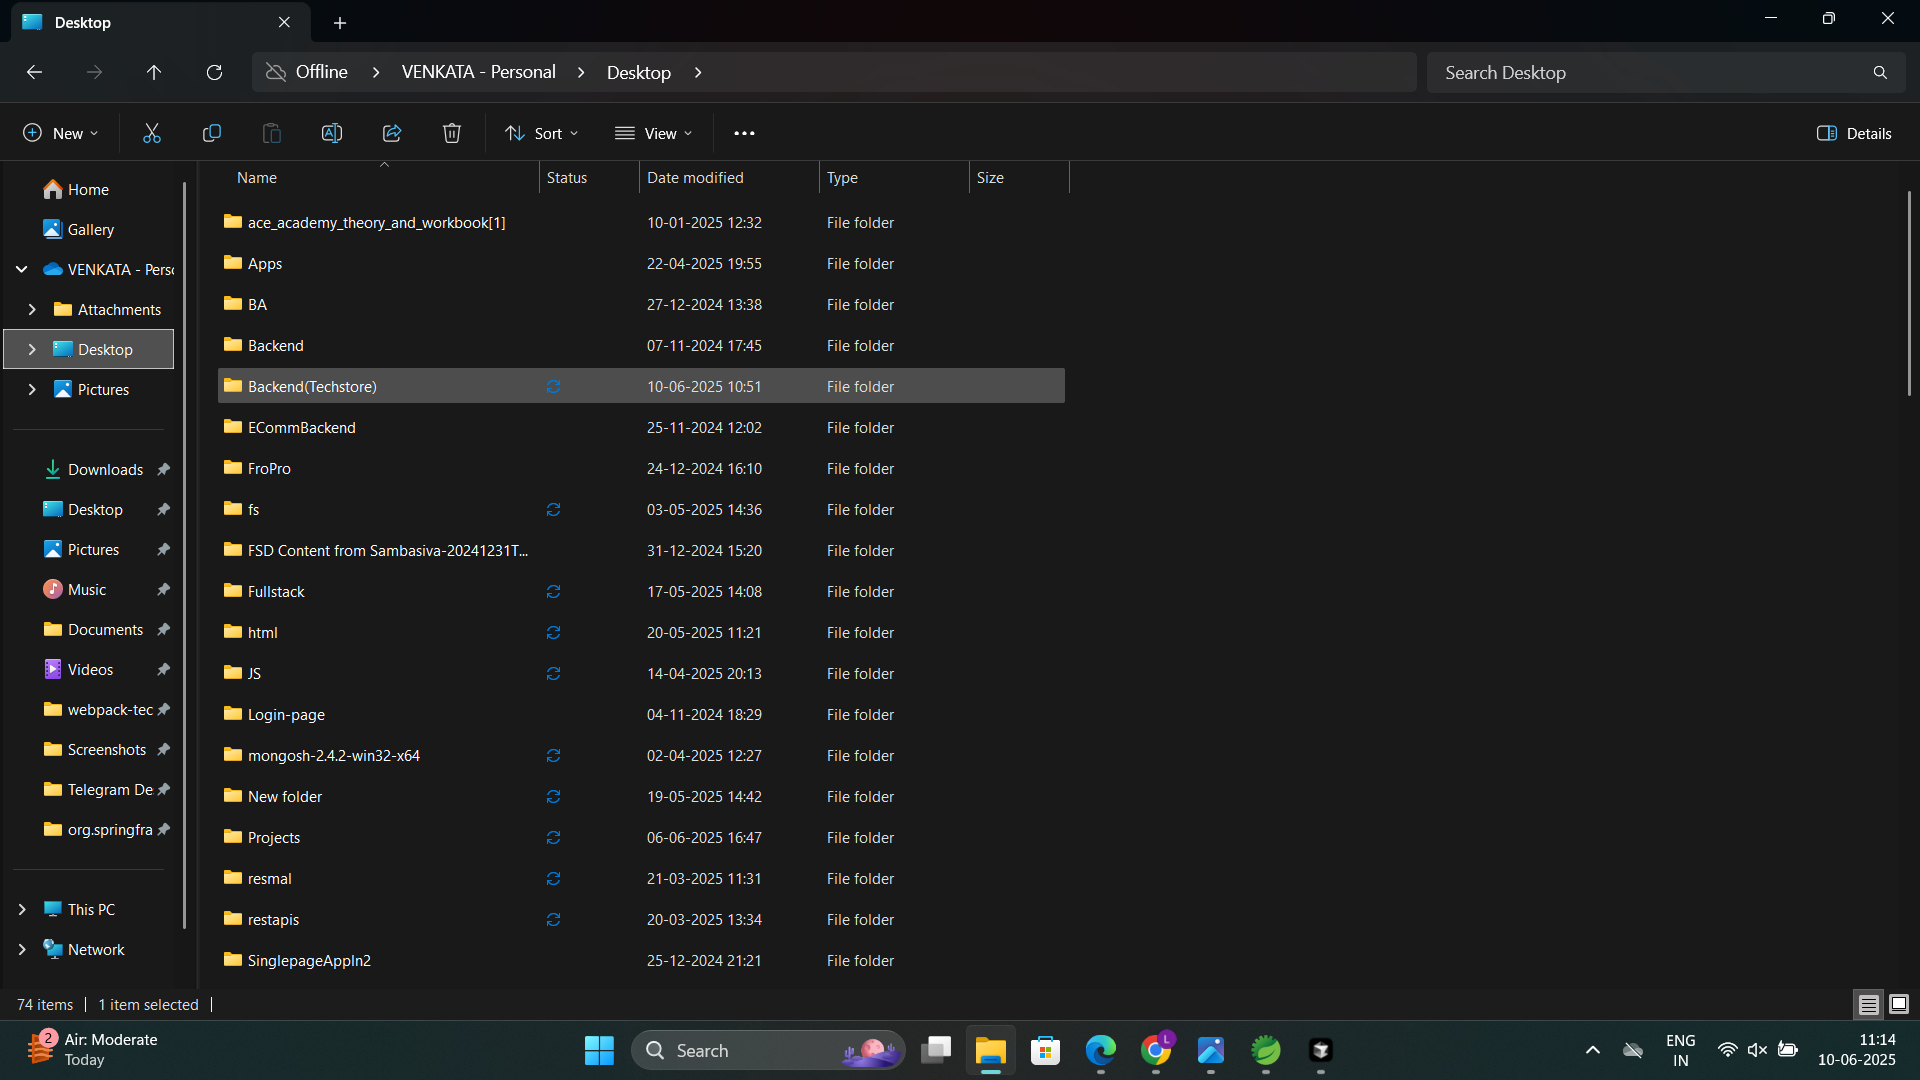 Desktop
Offline > VENKATA - Personal > Desktop >
Search Desktop
New
Sort
View
Details
Name Status Date modified Type Size
Home
Gallery
VENKATA - Pers
Attachments
Desktop
Pictures
Downloads
Desktop
Pictures
Music
Documents
Videos
webpack-tec
Screenshots
Telegram De
org.springfra
This PC
Network
ace_academy_theory_and_workbook[1] 10-01-2025 12:32 File folder
Apps 22-04-2025 19:55 File folder
BA 27-12-2024 13:38 File folder
Backend 07-11-2024 17:45 File folder
Backend(Techstore) 10-06-2025 10:51 File folder
ECommBackend 25-11-2024 12:02 File folder
FroPro 24-12-2024 16:10 File folder
fs 03-05-2025 14:36 File folder
FSD Content from Sambasiva-20241231T... 31-12-2024 15:20 File folder
Fullstack 17-05-2025 14:08 File folder
html 20-05-2025 11:21 File folder
JS 14-04-2025 20:13 File folder
Login-page 04-11-2024 18:29 File folder
mongosh-2.4.2-win32-x64 02-04-2025 12:27 File folder
New folder 19-05-2025 14:42 File folder
Projects 06-06-2025 16:47 File folder
resmal 21-03-2025 11:31 File folder
restapis 20-03-2025 13:34 File folder
SinglepageAppIn2 25-12-2024 21:21 File folder
74 items 1 item selected
2
Air: Moderate
Today
Search
L
ENG
IN
11:14
10-06-2025